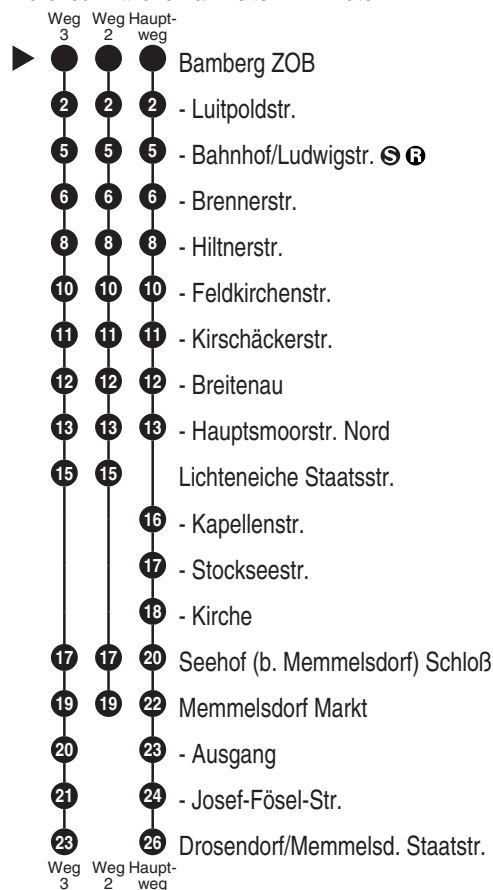 Weg Weg Haupt-
3 2 weg
Bamberg ZOB
2 2 2 - Luitpoldstr.
5 5 5 - Bahnhof/Ludwigstr. S R
6 6 6 - Brennerstr.
8 8 8 - Hiltnerstr.
10 10 10 - Feldkirchenstr.
11 11 11 - Kirschäckerstr.
12 12 12 - Breitenau
13 13 13 - Hauptsmoorstr. Nord
15 15 Lichteneiche Staatsstr.
16 - Kapellenstr.
17 - Stockseestr.
18 - Kirche
17 17 20 Seehof (b. Memmelsdorf) Schloß
19 19 22 Memmelsdorf Markt
20 23 - Ausgang
21 24 - Josef-Fösel-Str.
23 26 Drosendorf/Memmelsd. Staatstr.
Weg Weg Haupt-
3 2 weg